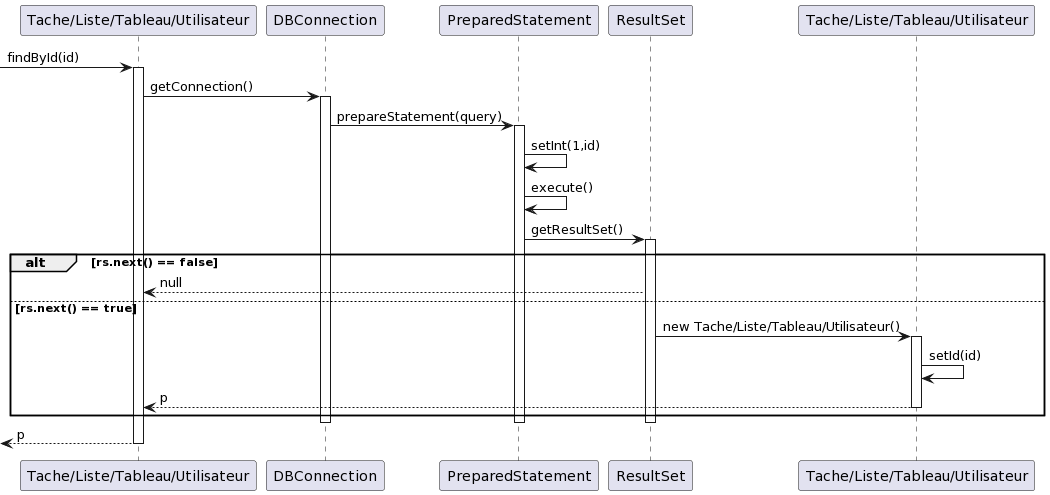 Tache/Liste/Tableau/Utilisateur DBConnection PreparedStatement ResultSet Tache/Liste/Tableau/Utilisateur
findById(id)
getConnection()
prepareStatement(query)
setInt(1,id)
execute()
getResultSet()
alt [rs.next() == false]
null
[rs.next() == true]
new Tache/Liste/Tableau/Utilisateur()
setId(id)
p
p
Tache/Liste/Tableau/Utilisateur DBConnection PreparedStatement ResultSet Tache/Liste/Tableau/Utilisateur